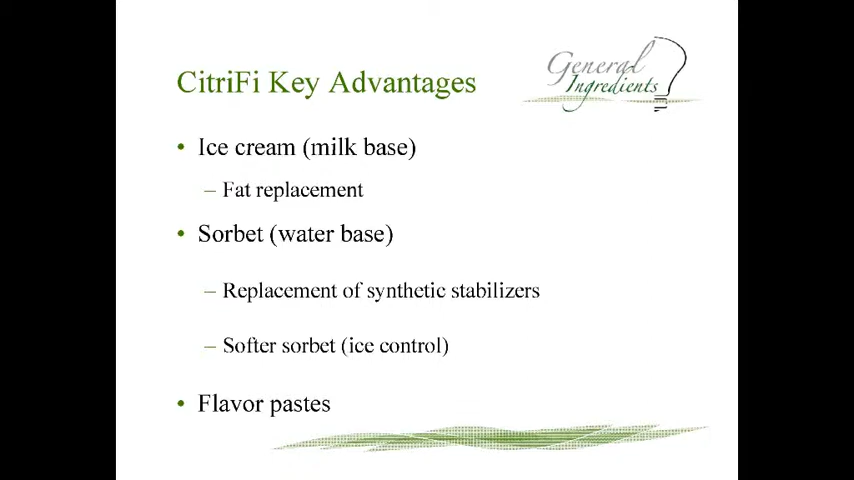 General
Ingredients
CitriFi Key Advantages
• Ice cream (milk base)
– Fat replacement
• Sorbet (water base)
– Replacement of synthetic stabilizers
– Softer sorbet (ice control)
• Flavor pastes